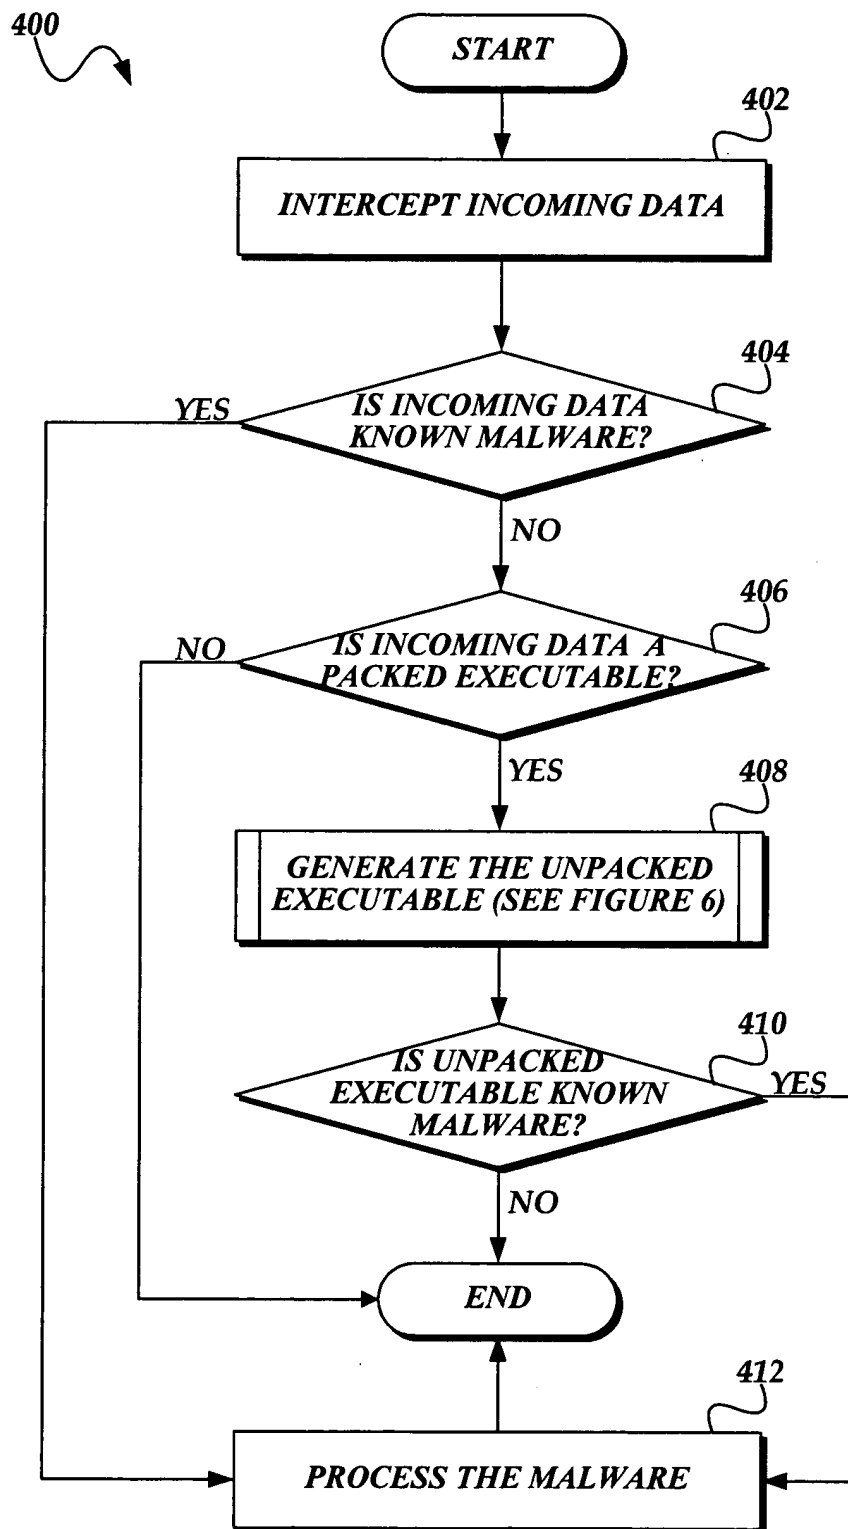 400
START
402
INTERCEPT INCOMING DATA
404
YES
IS INCOMING DATA
KNOWN MALWARE?
NO
406
NO
IS INCOMING DATA A
PACKED EXECUTABLE?
YES
408
GENERATE THE UNPACKED
EXECUTABLE (SEE FIGURE 6)
410
IS UNPACKED
EXECUTABLE KNOWN
MALWARE?
YES
NO
END
412
PROCESS THE MALWARE